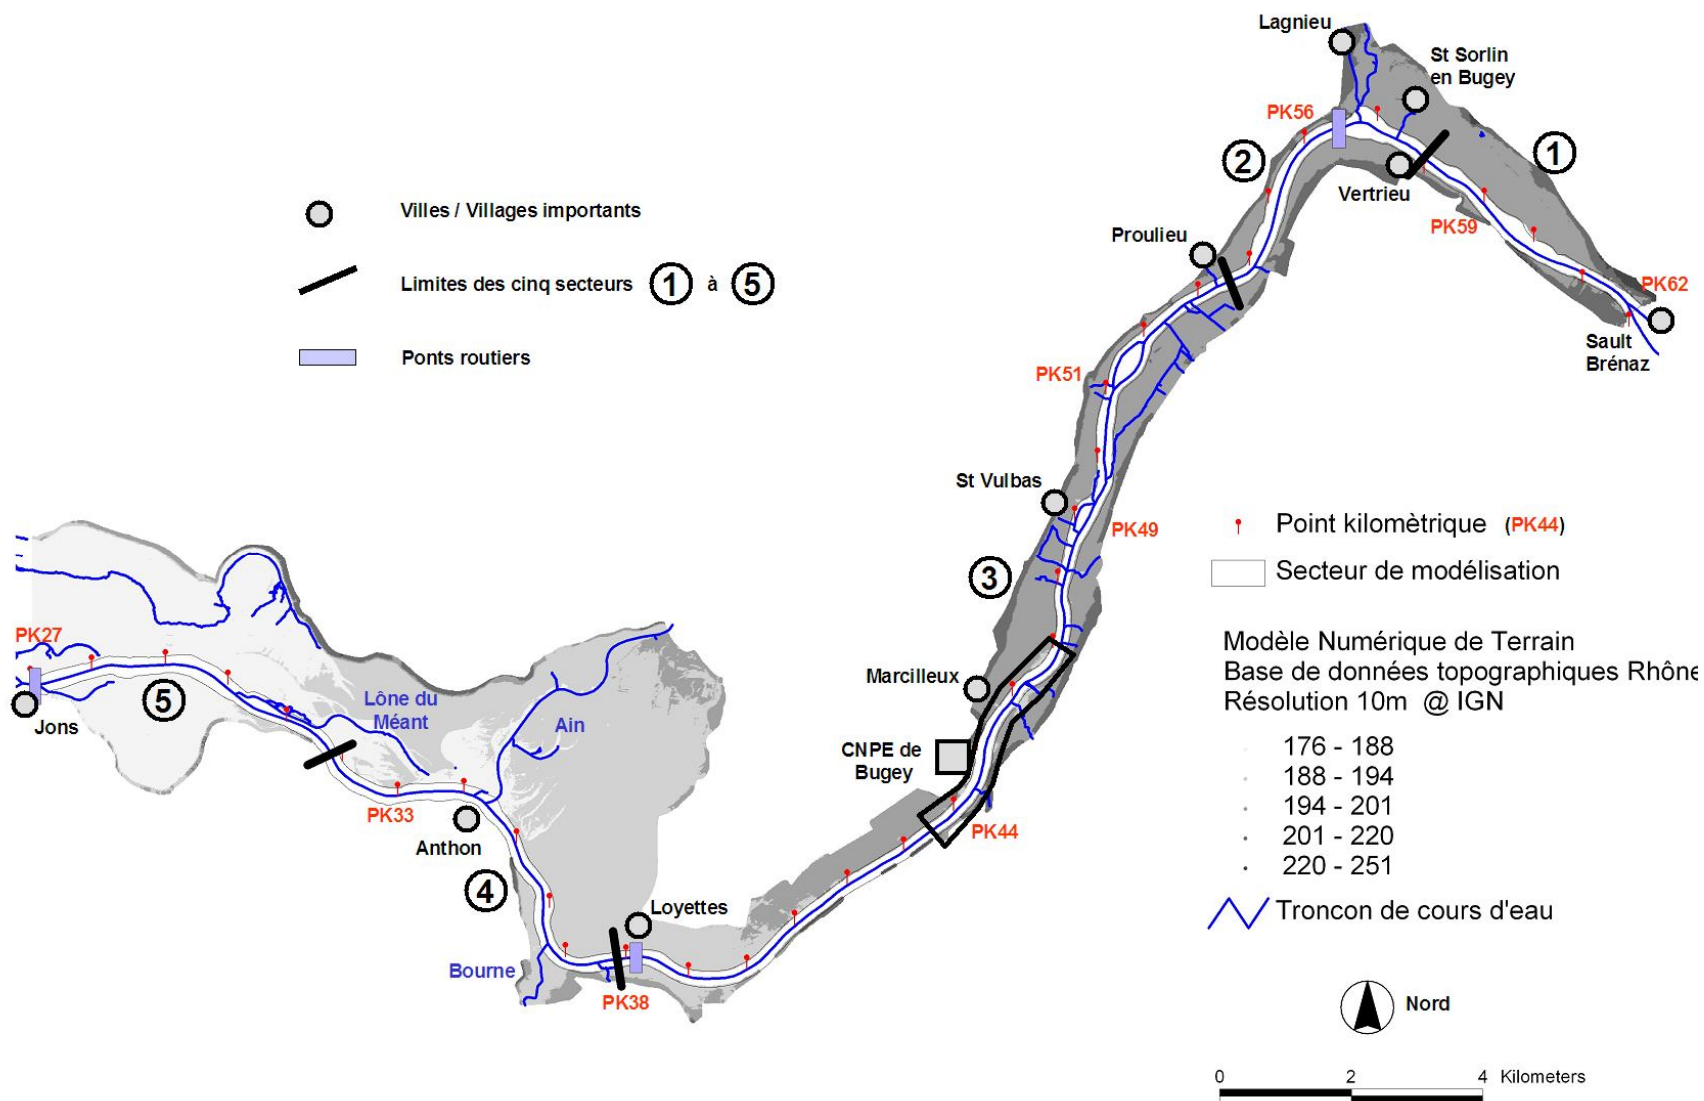 Lagnieu
St Sorlin
en Bugey
PK56
1
2
Vertrieu
PK59
Proulieu
PK62
Sault
Brénaz
Villes / Villages importants
Limites des cinq secteurs 1 à 5
Ponts routiers
PK51
St Vulbas
PK49
3
Point kilomètrique (PK44)
Secteur de modélisation
Modèle Numérique de Terrain
Base de données topographiques Rhône
Résolution 10m @ IGN
176 - 188
188 - 194
194 - 201
201 - 220
220 - 251
Troncon de cours d'eau
PK27
Jons
5
Lône du
Méant
Ain
Marcilleux
CNPE de
Bugey
PK33
PK44
Anthon
4
Loyettes
Bourne
PK38
Nord
0 2 4 Kilometers